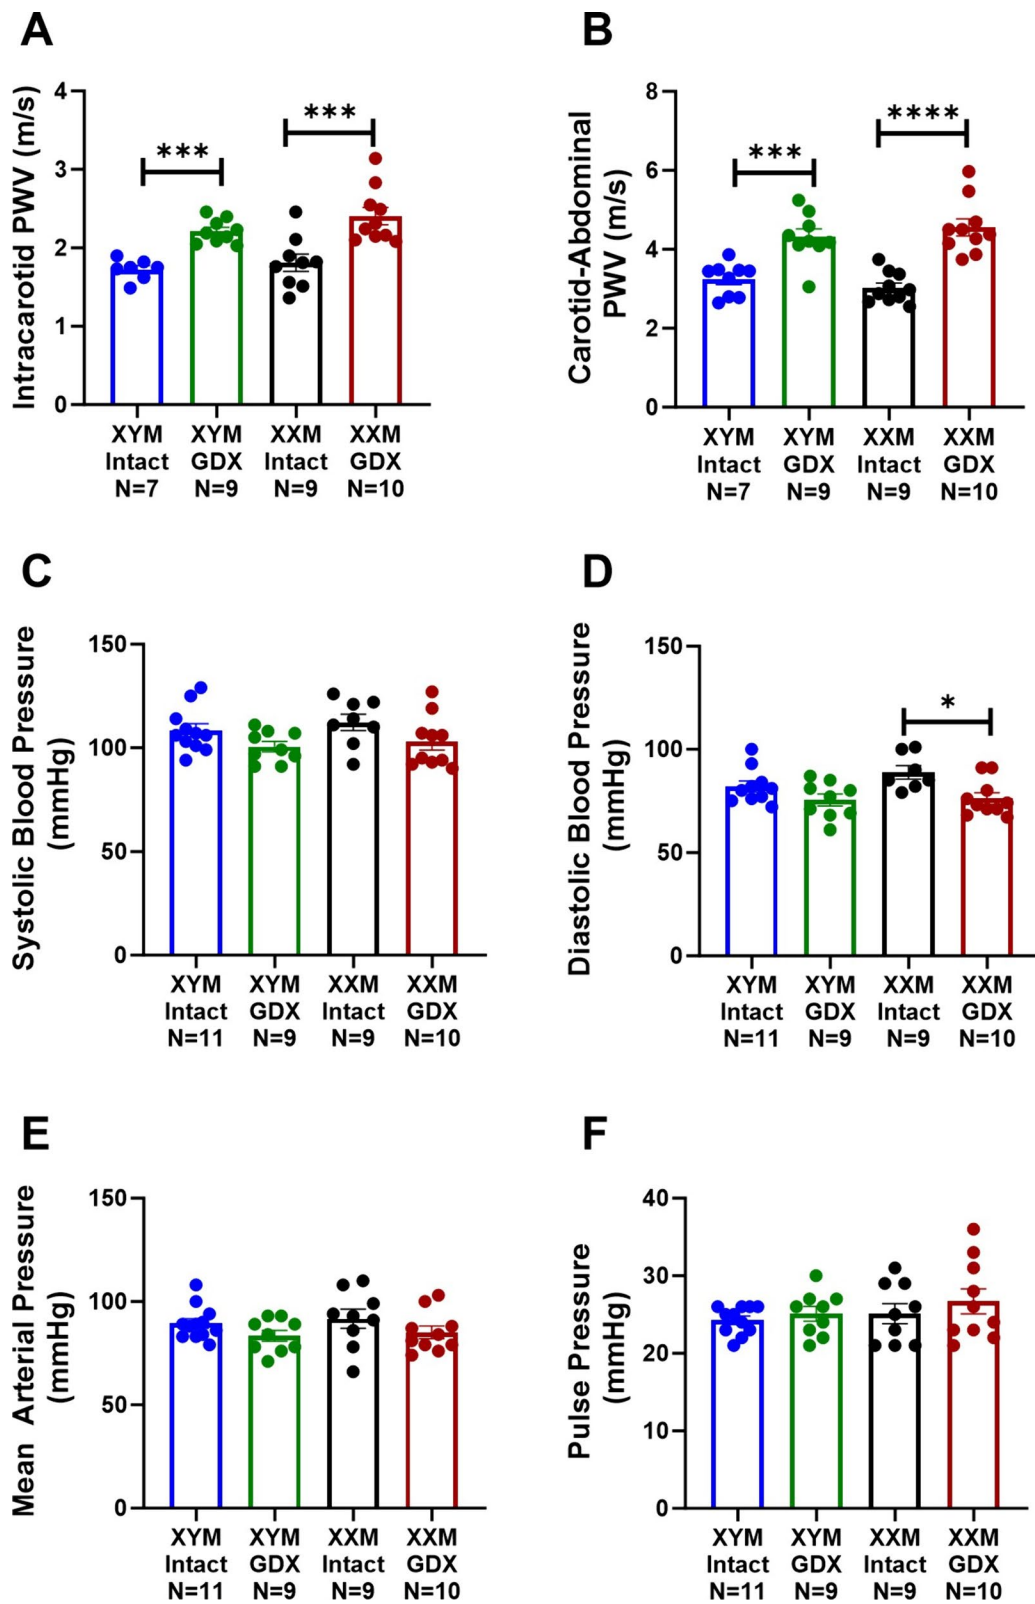 A
Intracarotid PWV (m/s)
4
3
2
1
0
***
***
XYM XYM XXM XXM
Intact GDX Intact GDX
N=7 N=9 N=9 N=10
B
Carotid-Abdominal
PWV (m/s)
8
6
4
2
0
***
****
XYM XYM XXM XXM
Intact GDX Intact GDX
N=7 N=9 N=9 N=10
C
Systolic Blood Pressure
(mmHg)
150
100
50
0
XYM XYM XXM XXM
Intact GDX Intact GDX
N=11 N=9 N=9 N=10
D
Diastolic Blood Pressure
(mmHg)
150
100
50
0
*
XYM XYM XXM XXM
Intact GDX Intact GDX
N=11 N=9 N=9 N=10
E
Mean Arterial Pressure
(mmHg)
150
100
50
0
XYM XYM XXM XXM
Intact GDX Intact GDX
N=11 N=9 N=9 N=10
F
Pulse Pressure
(mmHg)
40
30
20
10
0
XYM XYM XXM XXM
Intact GDX Intact GDX
N=11 N=9 N=9 N=10